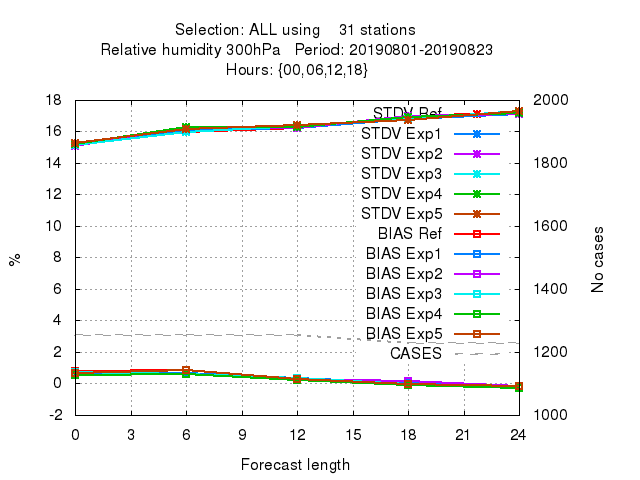 Selection: ALL using    31 stations
Relative humidity 300hPa   Period: 20190801-20190823
Hours: {00,06,12,18}
18
16
14
12
10
8
6
4
2
0
-2
%
2000
1800
1600
1400
1200
1000
No cases
STDV Ref
STDV Exp1
STDV Exp2
STDV Exp3
STDV Exp4
STDV Exp5
BIAS Ref
BIAS Exp1
BIAS Exp2
BIAS Exp3
BIAS Exp4
BIAS Exp5
CASES
0 3 6 9 12 15 18 21 24
Forecast length